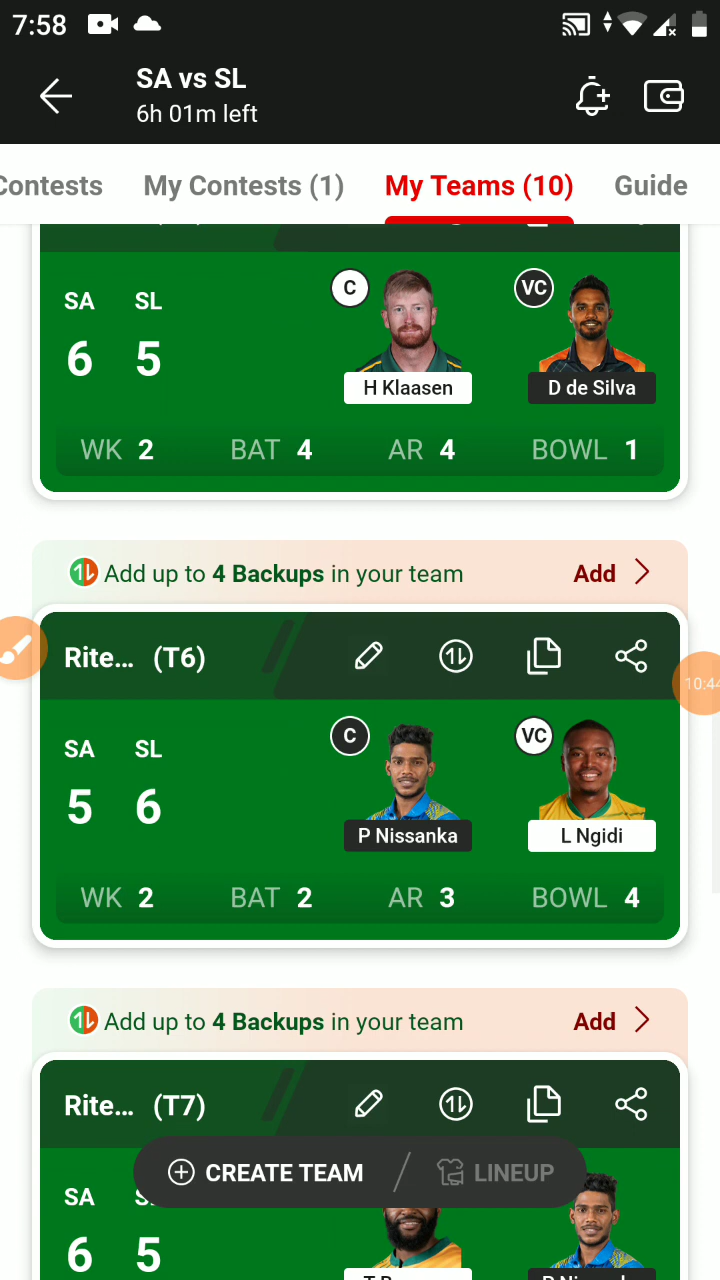 7:58
SA vs SL
6h 01m left
Contests My Contests (1) My Teams (10) Guide
SA SL C VC
6 5
H Klaasen D de Silva
WK 2 BAT 4 AR 4 BOWL 1
Add up to 4 Backups in your team Add
Rite... (T6)
10:44
SA SL C VC
5 6
P Nissanka L Ngidi
WK 2 BAT 2 AR 3 BOWL 4
Add up to 4 Backups in your team Add
Rite... (T7)
CREATE TEAM LINEUP
SA
6 5